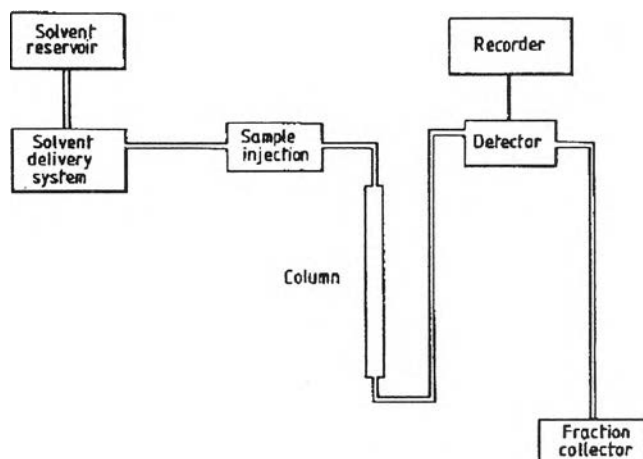 Solvent
reservoir
Recorder
Solvent
delivery
system
Sample
injection
Detector
Column
Fraction
collector